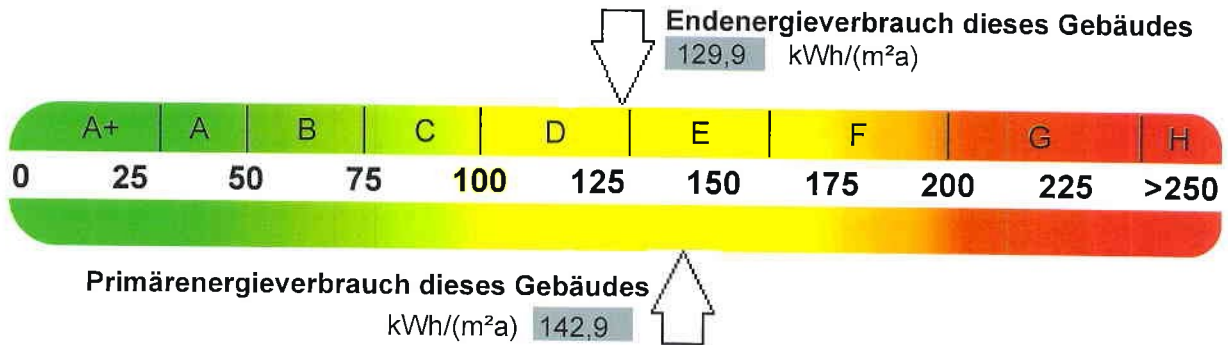 Endenergieverbrauch dieses Gebäudes
129,9 kWh/(m²a)
A+ A B C D E F G H
0 25 50 75 100 125 150 175 200 225 >250
Primärenergieverbrauch dieses Gebäudes
kWh/(m²a) 142,9